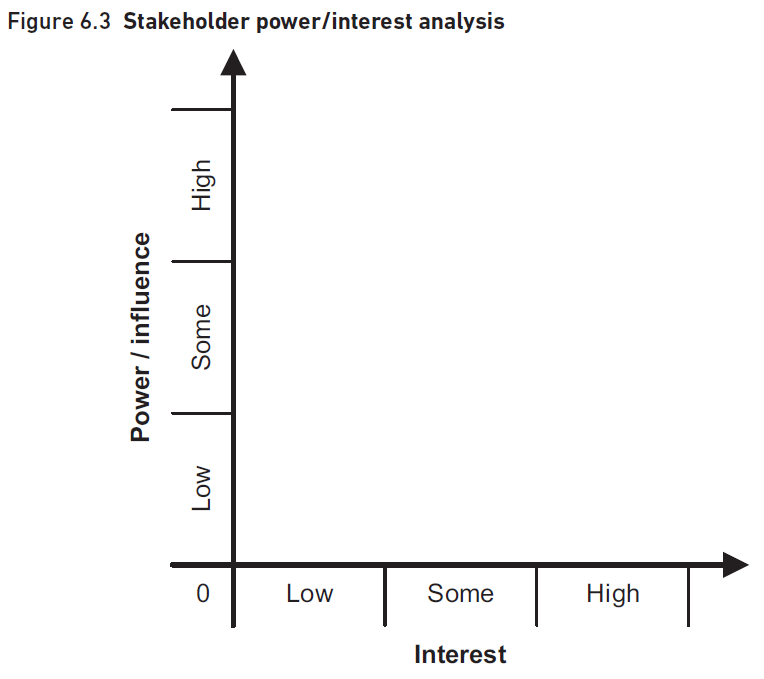 Figure 6.3 Stakeholder power/interest analysis
Power / influence
High
Some
Low
0
Low
Some
High
Interest